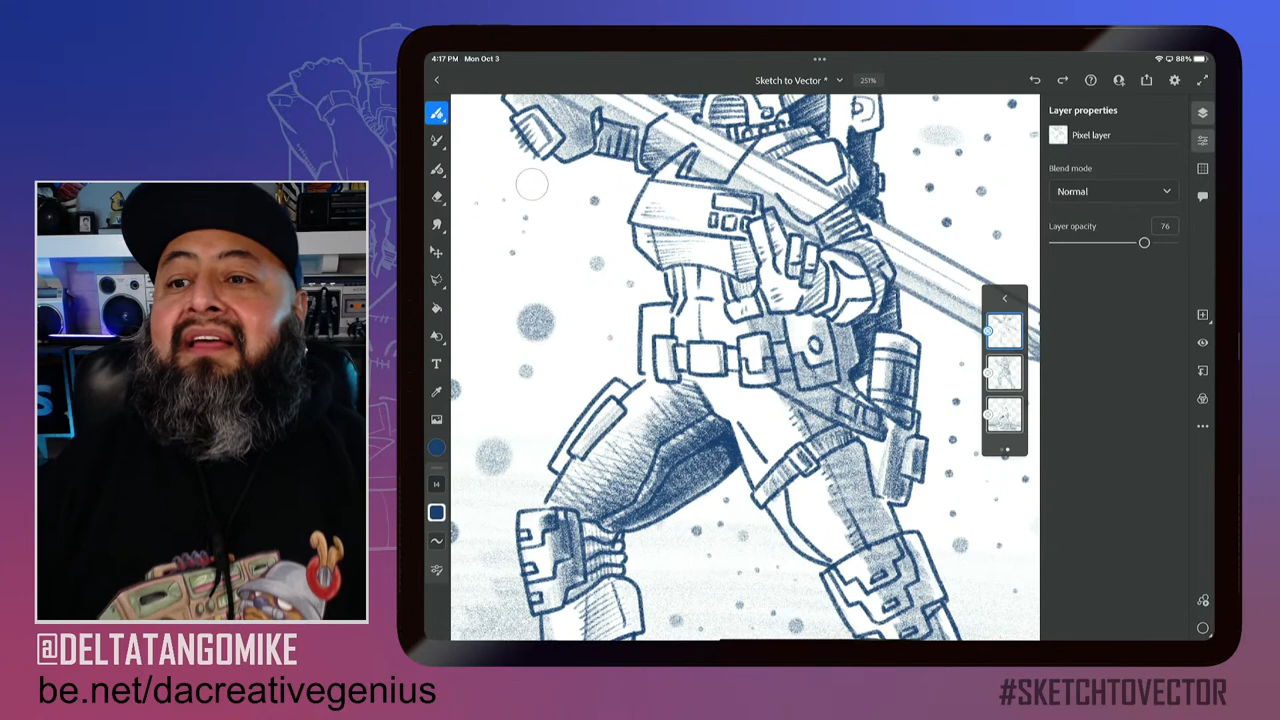 4:17 PM Mon Oct 3
88%
Sketch to Vector *
251%
Layer properties
Pixel layer
Blend mode
Normal
Layer opacity
76
T
14
S
@DELTATANGOMIKE
be.net/dacreativegenius
#SKETCHTOVECTOR